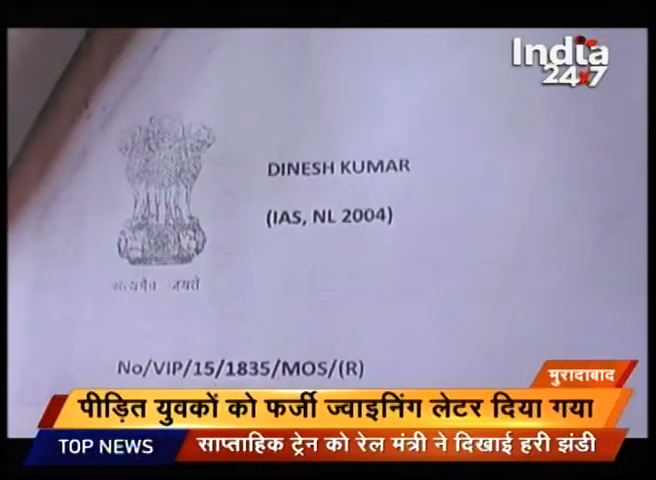 India
24x7
DINESH KUMAR
(IAS, NL 2004)
सत्यमेव जयते
No/VIP/15/1835/MOS/(R)
मुरादाबाद
पीड़ित युवकों को फर्जी ज्वाइनिंग लेटर दिया गया
TOP NEWS
साप्ताहिक ट्रेन को रेल मंत्री ने दिखाई हरी झंडी